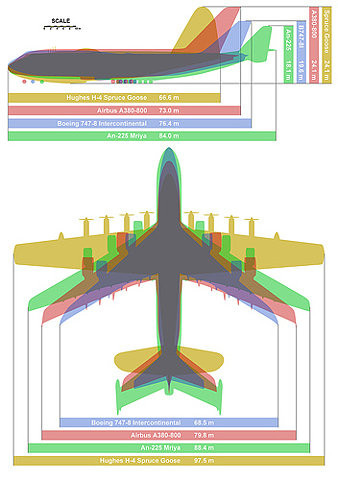 SCALE
An-225 18.1 m
B747-8I 19.6 m
A380-800 24.1 m
Spruce Goose 24.1 m
Hughes H-4 Spruce Goose 66.6 m
Airbus A380-800 73.0 m
Boeing 747-8 Intercontinental 76.4 m
An-225 Mriya 84.0 m
Boeing 747-8 Intercontinental 68.5 m
Airbus A380-800 79.8 m
An-225 Mriya 88.4 m
Hughes H-4 Spruce Goose 97.5 m